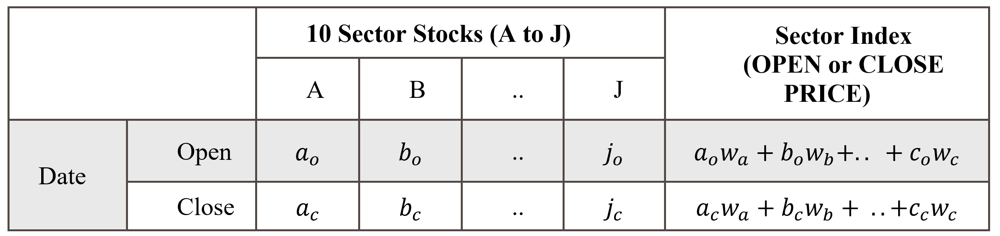 10 Sector Stocks (A to J)
Sector Index
(OPEN or CLOSE
PRICE)
A B .. J
Date
Open a_o b_o .. j_o a_o w_a + b_o w_b +.. + c_o w_c
Close a_c b_c .. j_c a_c w_a + b_c w_b + ..+c_c w_c